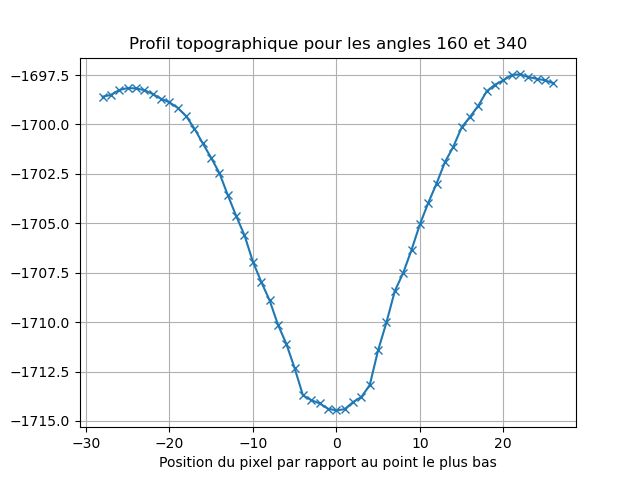 Profil topographique pour les angles 160 et 340
−1697.5
−1700.0
−1702.5
−1705.0
−1707.5
−1710.0
−1712.5
−1715.0
−30 −20 −10 0 10 20
Position du pixel par rapport au point le plus bas